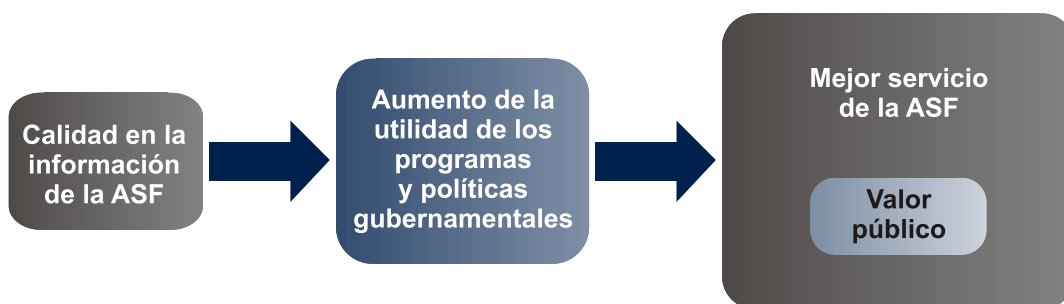 Calidad en la
información
de la ASF
Aumento de la
utilidad de los
programas
y políticas
gubernamentales
Mejor servicio
de la ASF
Valor
público